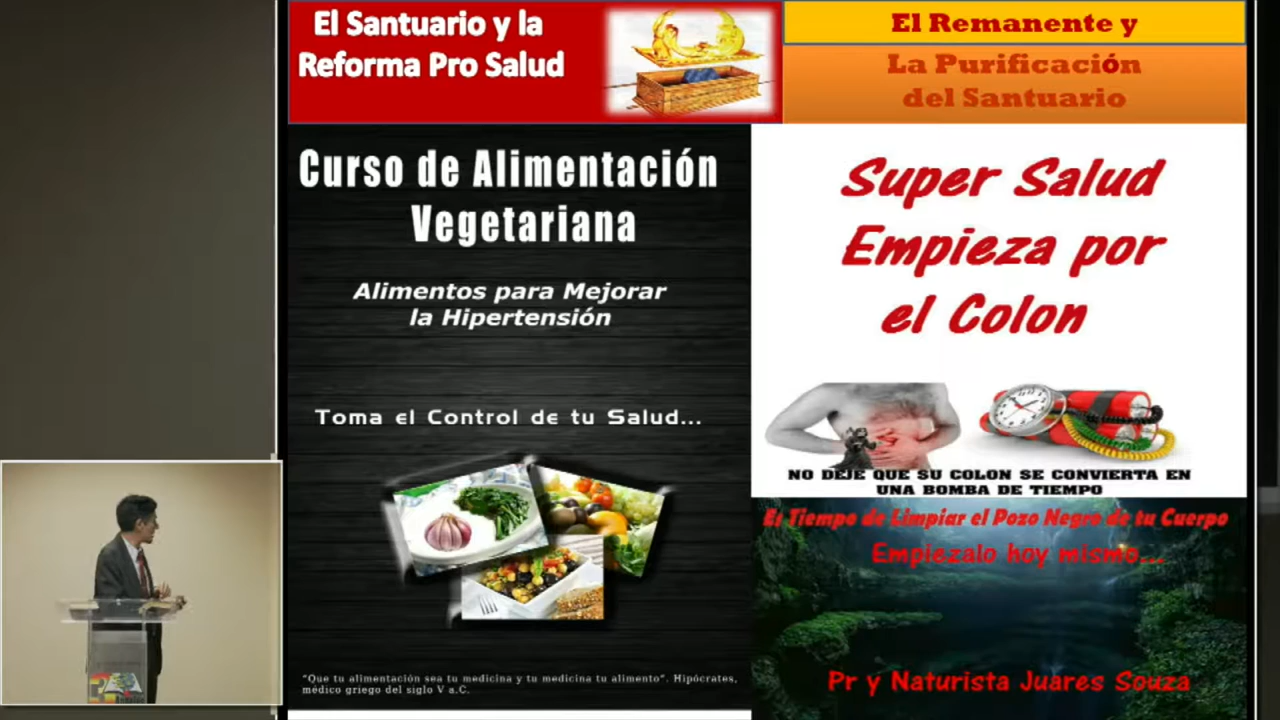 El Santuario y la
Reforma Pro Salud
El Remanente y
La Purificación
del Santuario
Curso de Alimentación
Vegetariana
Alimentos para Mejorar
la Hipertensión
Toma el Control de tu Salud...
"Que tu alimentación sea tu medicina y tu medicina tu alimento". Hipócrates,
médico griego del siglo V a.C.
Super Salud
Empieza por
el Colon
NO DEJE QUE SU COLON SE CONVIERTA EN
UNA BOMBA DE TIEMPO
Es Tiempo de Limpiar el Pozo Negro de tu Cuerpo
Empiezalo hoy mismo...
Pr y Naturista Juares Souza